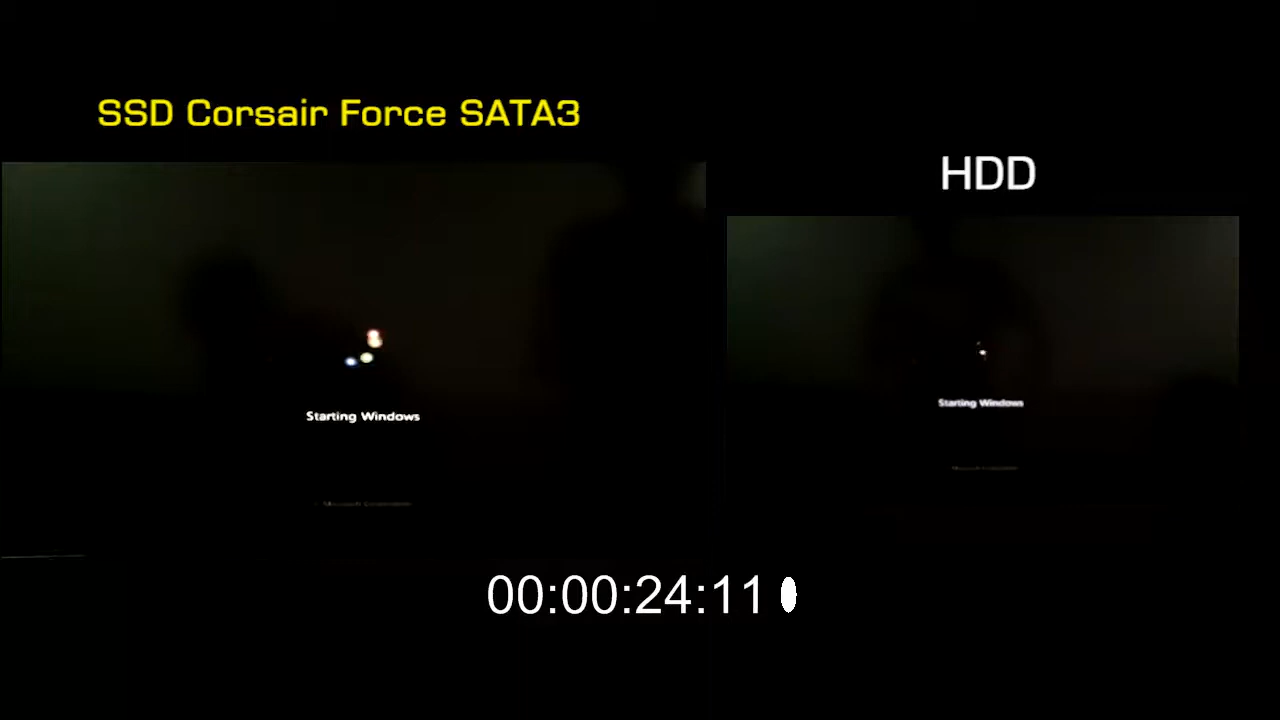 SSD Corsair Force SATA3
HDD
Starting Windows
Starting Windows
00:00:24:11